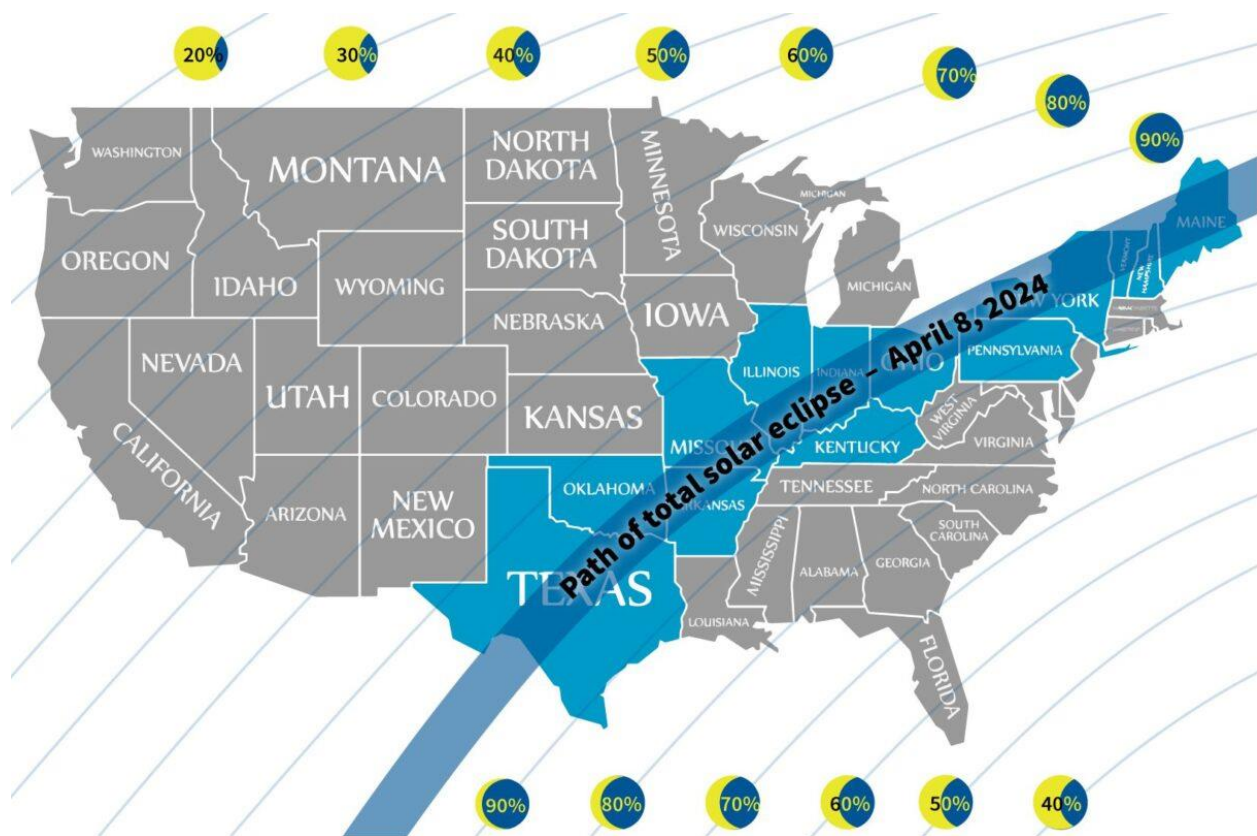 20%
30%
40%
50%
60%
70%
80%
90%
WASHINGTON
MONTANA
NORTH
DAKOTA
MINNESOTA
MICHIGAN
MAINE
OREGON
IDAHO
WYOMING
SOUTH
DAKOTA
WISCONSIN
MICHIGAN
VERMONT
NEW
HAMPSHIRE
NEW YORK
NEVADA
UTAH
COLORADO
NEBRASKA
IOWA
ILLINOIS
INDIANA
OHIO
PENNSYLVANIA
CALIFORNIA
KANSAS
MISSOURI
KENTUCKY
WEST
VIRGINIA
VIRGINIA
Path of total solar eclipse – April 8, 2024
ARIZONA
NEW
MEXICO
OKLAHOMA
ARKANSAS
TENNESSEE
NORTH CAROLINA
SOUTH
CAROLINA
TEXAS
LOUISIANA
MISSISSIPPI
ALABAMA
GEORGIA
FLORIDA
90%
80%
70%
60%
50%
40%